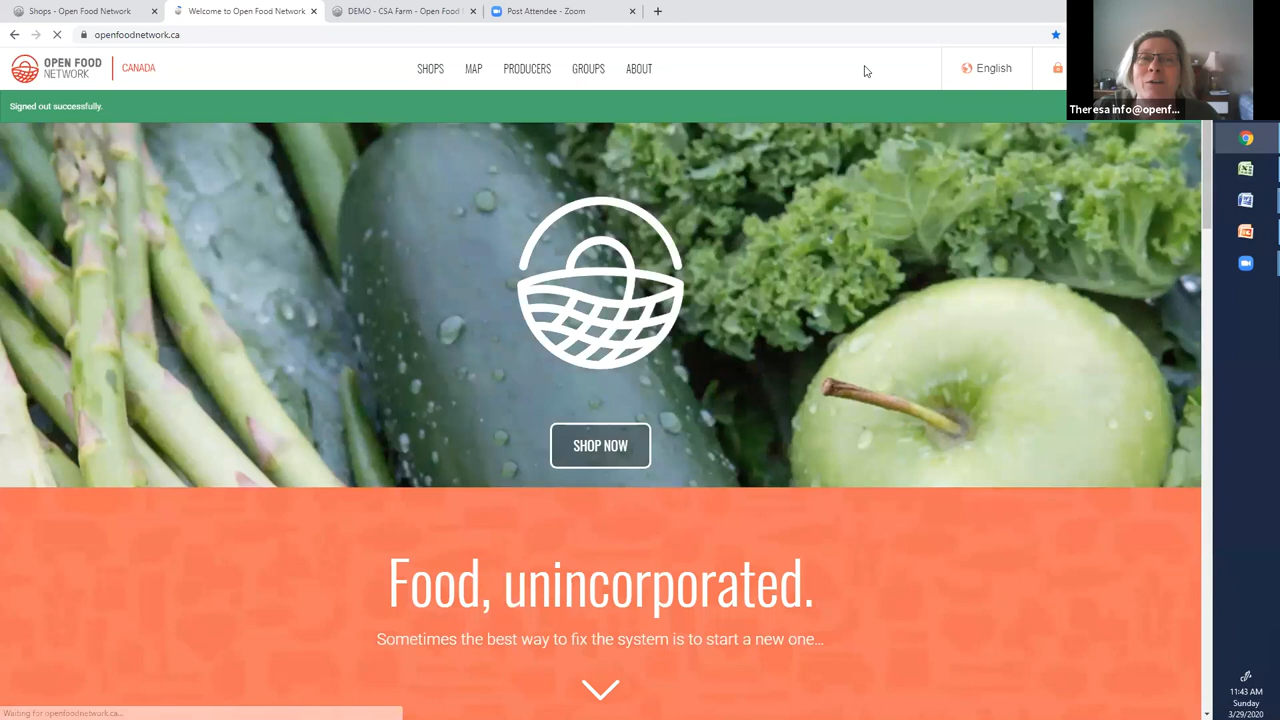 Shops - Open Food Network
Welcome to Open Food Network
DEMO - CSA Farm - Open Food
Post Attendee - Zoom
openfoodnetwork.ca
OPEN FOOD
NETWORK
CANADA
SHOPS
MAP
PRODUCERS
GROUPS
ABOUT
English
Signed out successfully.
Theresa info@openf...
SHOP NOW
Food, unincorporated.
Sometimes the best way to fix the system is to start a new one...
Waiting for openfoodnetwork.ca...
11:43 AM
Sunday
3/29/2020